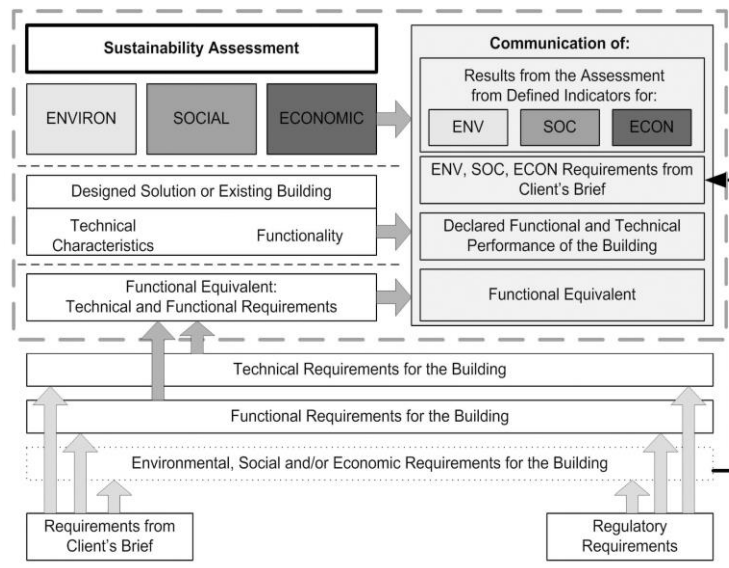 Sustainability Assessment
ENVIRON
SOCIAL
ECONOMIC
Designed Solution or Existing Building
Technical
Characteristics
Functionality
Functional Equivalent:
Technical and Functional Requirements
Communication of:
Results from the Assessment
from Defined Indicators for:
ENV
SOC
ECON
ENV, SOC, ECON Requirements from
Client's Brief
Declared Functional and Technical
Performance of the Building
Functional Equivalent
Technical Requirements for the Building
Functional Requirements for the Building
Environmental, Social and/or Economic Requirements for the Building
Requirements from
Client's Brief
Regulatory
Requirements